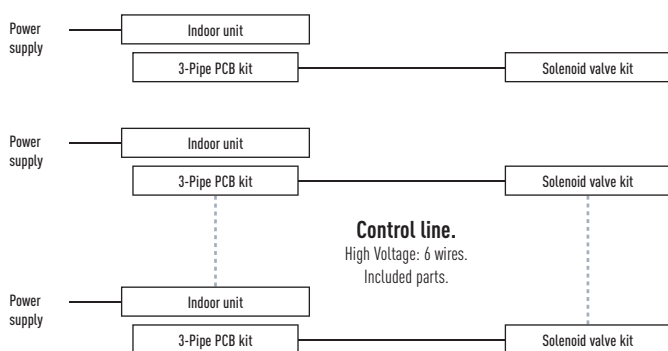 Power
supply
Indoor unit
3-Pipe PCB kit
Solenoid valve kit
Power
supply
Indoor unit
3-Pipe PCB kit
Solenoid valve kit
Control line.
High Voltage: 6 wires.
Included parts.
Power
supply
Indoor unit
3-Pipe PCB kit
Solenoid valve kit